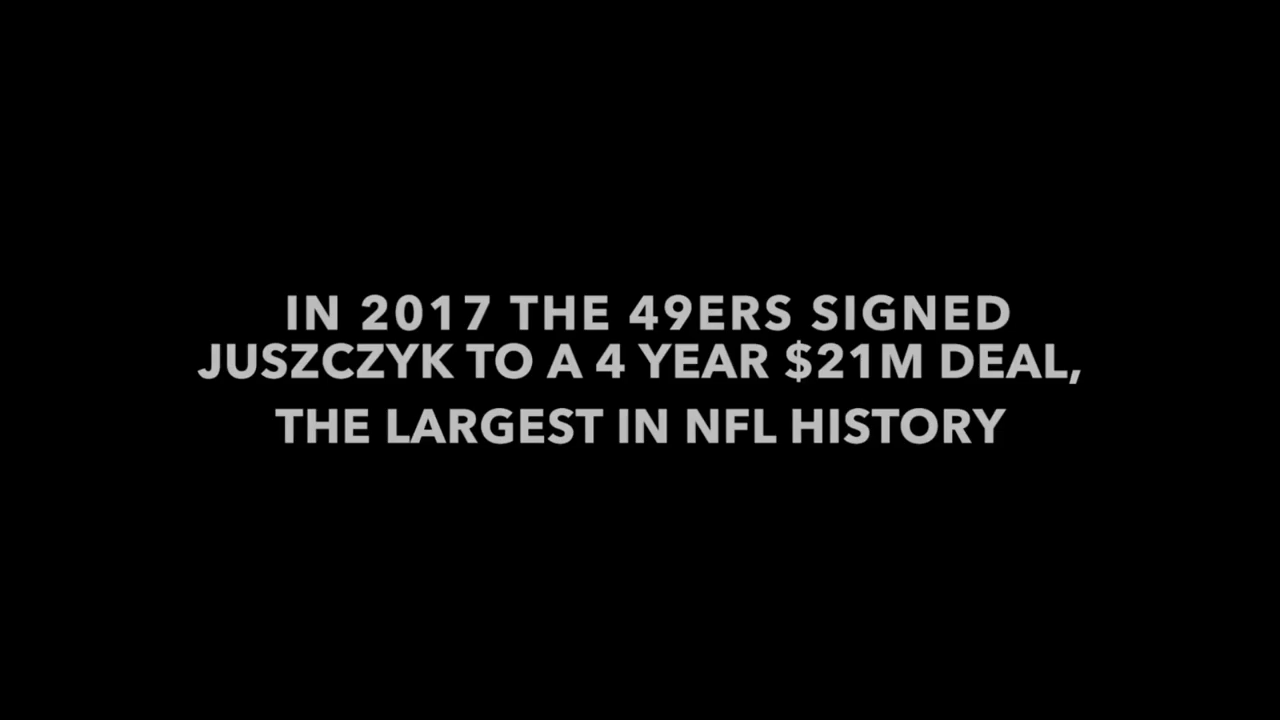 IN 2017 THE 49ERS SIGNED
JUSZCZYK TO A 4 YEAR $21M DEAL,
THE LARGEST IN NFL HISTORY